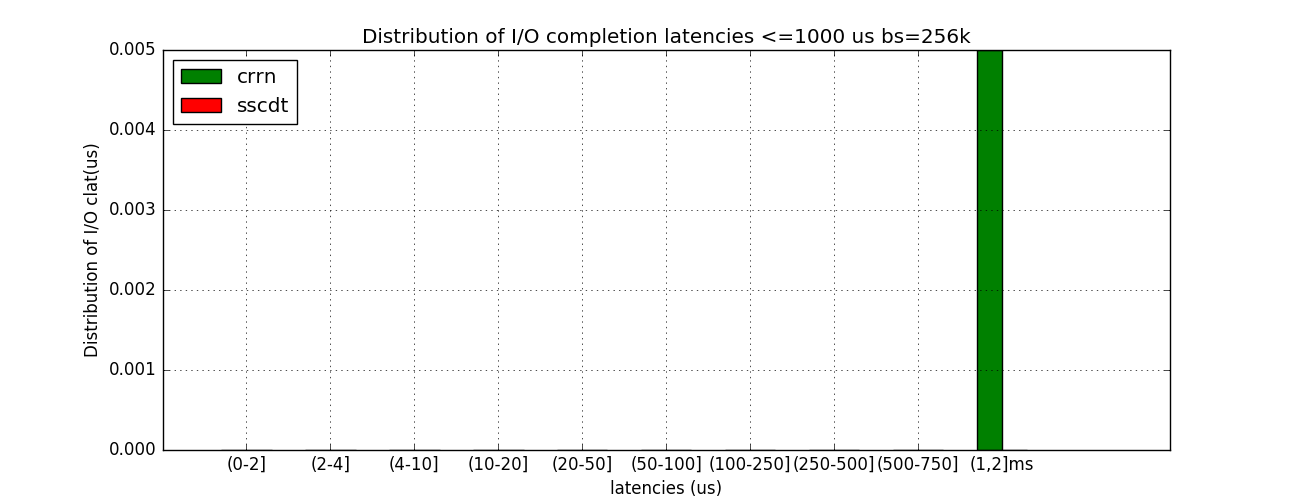 Distribution of I/O completion latencies <=1000 us bs=256k
0.005
crrn
sscdt
0.004
0.003
0.002
0.001
0.000
Distribution of I/O clat(us)
(0-2] (2-4] (4-10] (10-20] (20-50] (50-100] (100-250] (250-500] (500-750] (1,2]ms
latencies (us)